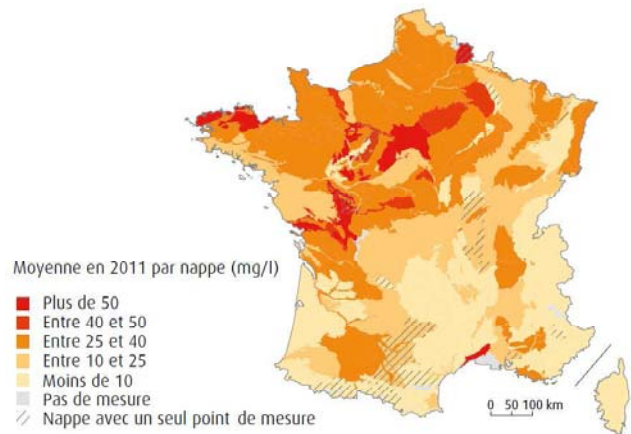 Moyenne en 2011 par nappe (mg/l)
Plus de 50
Entre 40 et 50
Entre 25 et 40
Entre 10 et 25
Moins de 10
Pas de mesure
Nappe avec un seul point de mesure
0 50 100 km